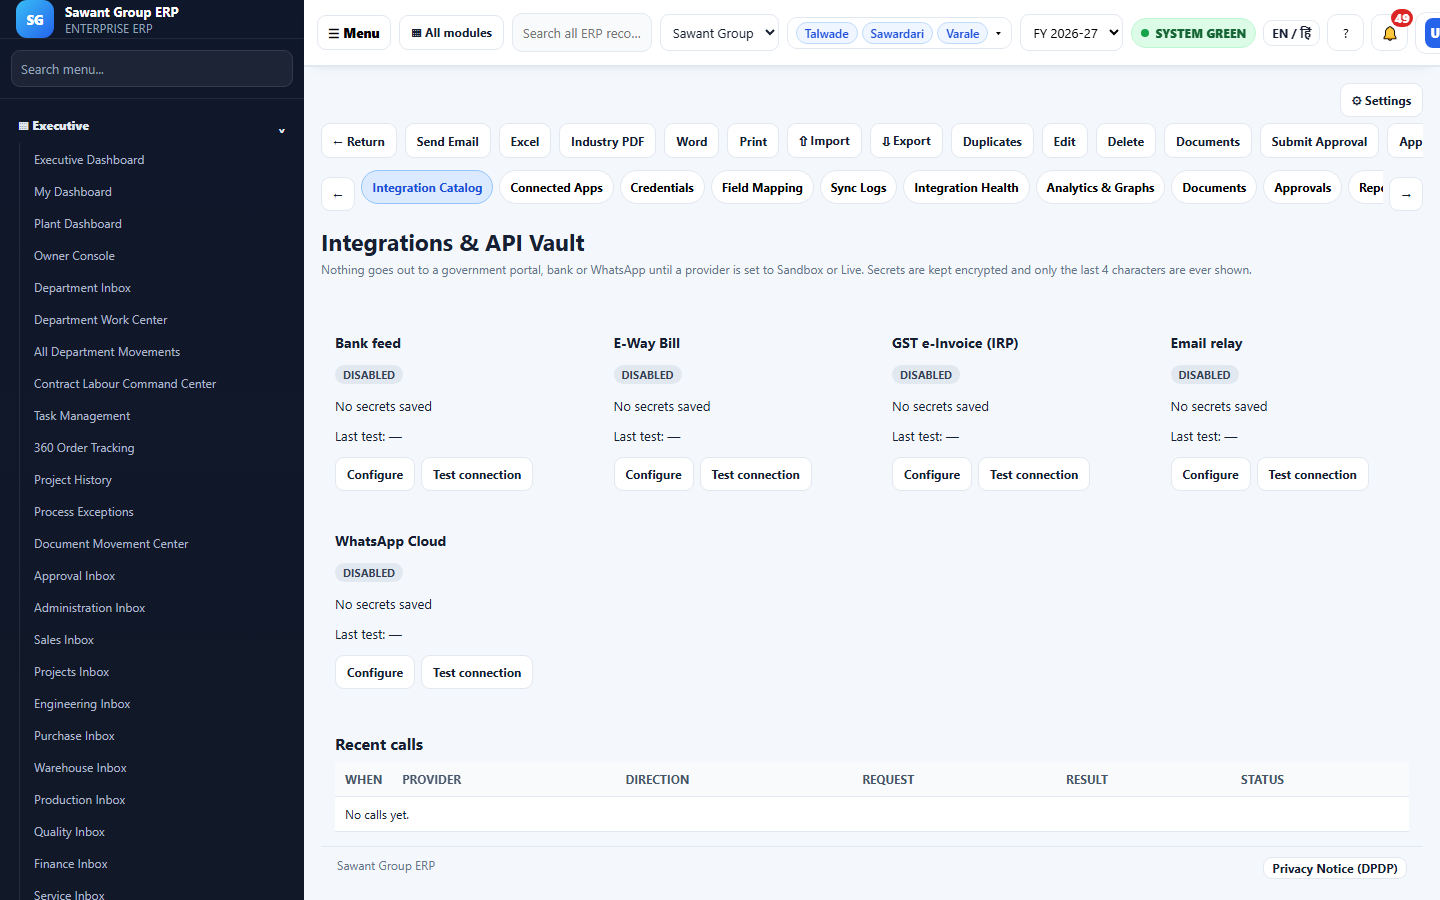 SG
Sawant Group ERP
ENTERPRISE ERP
☰ Menu
▦ All modules
Search all ERP reco...
Sawant Group
Talwade
Sawardari
Varale
FY 2026-27
SYSTEM GREEN
EN / हिं
?
49
U
Search menu...
⚙ Settings
▦ Executive
← Return
Send Email
Excel
Industry PDF
Word
Print
⇧ Import
⇩ Export
Duplicates
Edit
Delete
Documents
Submit Approval
App
←
Integration Catalog
Connected Apps
Credentials
Field Mapping
Sync Logs
Integration Health
Analytics & Graphs
Documents
Approvals
Repo
→
Executive Dashboard
My Dashboard
Plant Dashboard
Owner Console
Department Inbox
Department Work Center
All Department Movements
Contract Labour Command Center
Task Management
360 Order Tracking
Project History
Process Exceptions
Document Movement Center
Approval Inbox
Administration Inbox
Sales Inbox
Projects Inbox
Engineering Inbox
Purchase Inbox
Warehouse Inbox
Production Inbox
Quality Inbox
Finance Inbox
Service Inbox
Integrations & API Vault
Nothing goes out to a government portal, bank or WhatsApp until a provider is set to Sandbox or Live. Secrets are kept encrypted and only the last 4 characters are ever shown.
Bank feed
DISABLED
No secrets saved
Last test: —
Configure
Test connection
E-Way Bill
DISABLED
No secrets saved
Last test: —
Configure
Test connection
GST e-Invoice (IRP)
DISABLED
No secrets saved
Last test: —
Configure
Test connection
Email relay
DISABLED
No secrets saved
Last test: —
Configure
Test connection
WhatsApp Cloud
DISABLED
No secrets saved
Last test: —
Configure
Test connection
Recent calls
WHEN PROVIDER DIRECTION REQUEST RESULT STATUS
No calls yet.
Sawant Group ERP
Privacy Notice (DPDP)